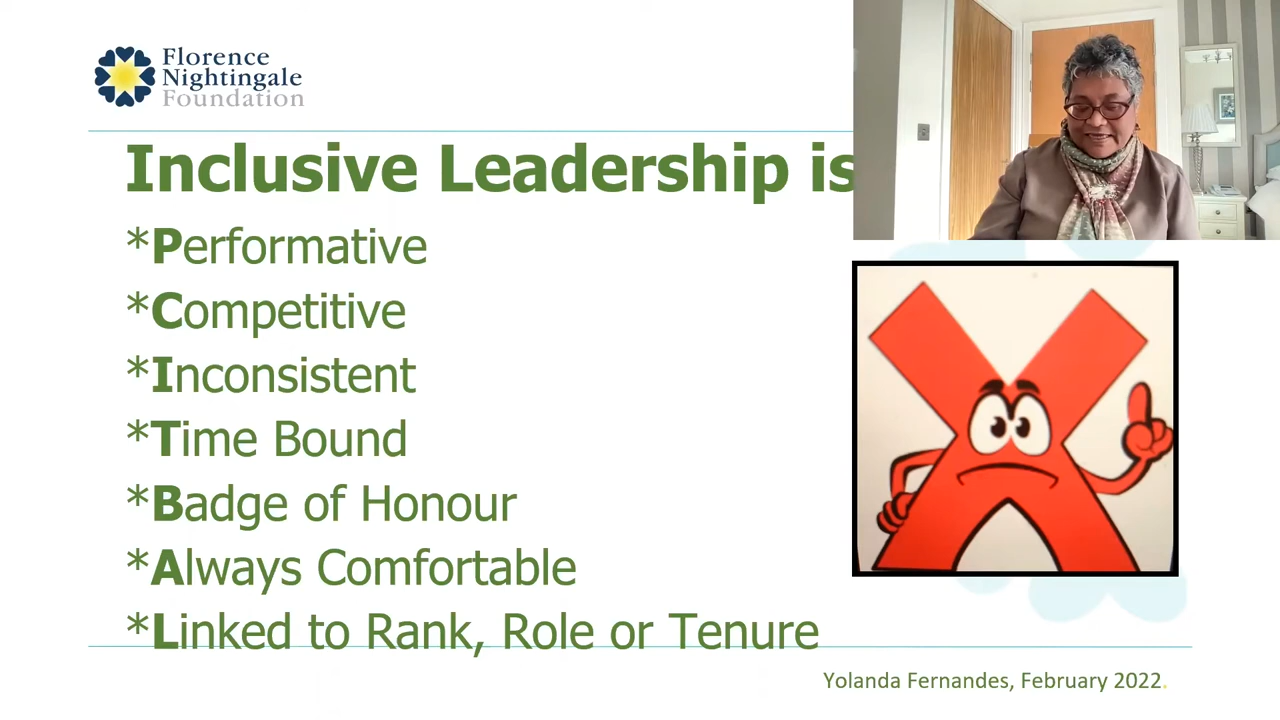 Florence
Nightingale
Foundation
Inclusive Leadership is
*Performative
*Competitive
*Inconsistent
*Time Bound
*Badge of Honour
*Always Comfortable
*Linked to Rank, Role or Tenure
Yolanda Fernandes, February 2022.